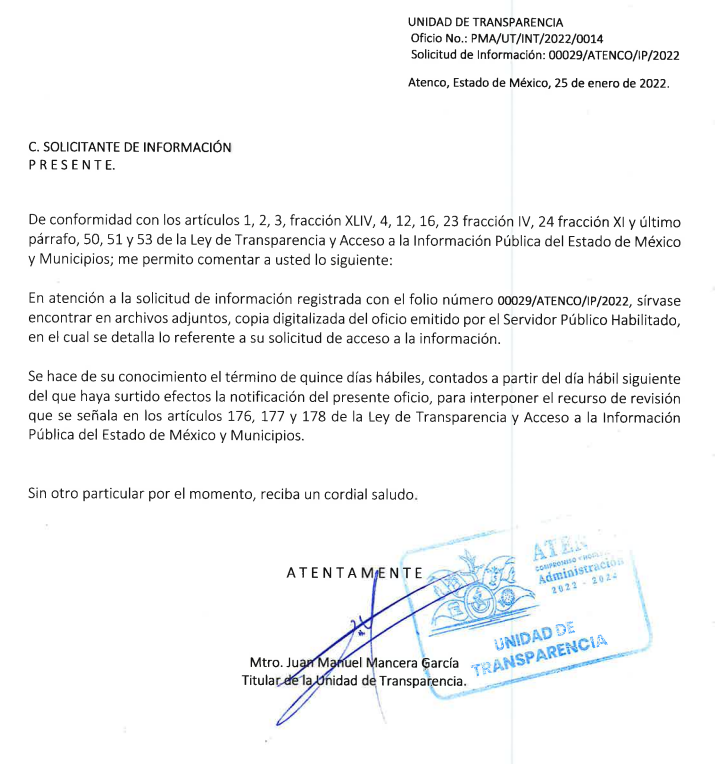 UNIDAD DE TRANSPARENCIA
Oficio No.: PMA/UT/INT/2022/0014
Solicitud de Información: 00029/ATENCO/IP/2022
Atenco, Estado de México, 25 de enero de 2022.
C. SOLICITANTE DE INFORMACIÓN
P R E S E N T E.
De conformidad con los artículos 1, 2, 3, fracción XLIV, 4, 12, 16, 23 fracción IV, 24 fracción XI y último
párrafo, 50, 51 y 53 de la Ley de Transparencia y Acceso a la Información Pública del Estado de México
y Municipios; me permito comentar a usted lo siguiente:
En atención a la solicitud de información registrada con el folio número 00029/ATENCO/IP/2022, sírvase
encontrar en archivos adjuntos, copia digitalizada del oficio emitido por el Servidor Público Habilitado,
en el cual se detalla lo referente a su solicitud de acceso a la información.
Se hace de su conocimiento el término de quince días hábiles, contados a partir del día hábil siguiente
del que haya surtido efectos la notificación del presente oficio, para interponer el recurso de revisión
que se señala en los artículos 176, 177 y 178 de la Ley de Transparencia y Acceso a la Información
Pública del Estado de México y Municipios.
Sin otro particular por el momento, reciba un cordial saludo.
A T E N T A M E N T E
Mtro. Juan Manuel Mancera García
Titular de la Unidad de Transparencia.
COMPROMISO Y
Administración
2022 - 2024
UNIDAD DE
TRANSPARENCIA